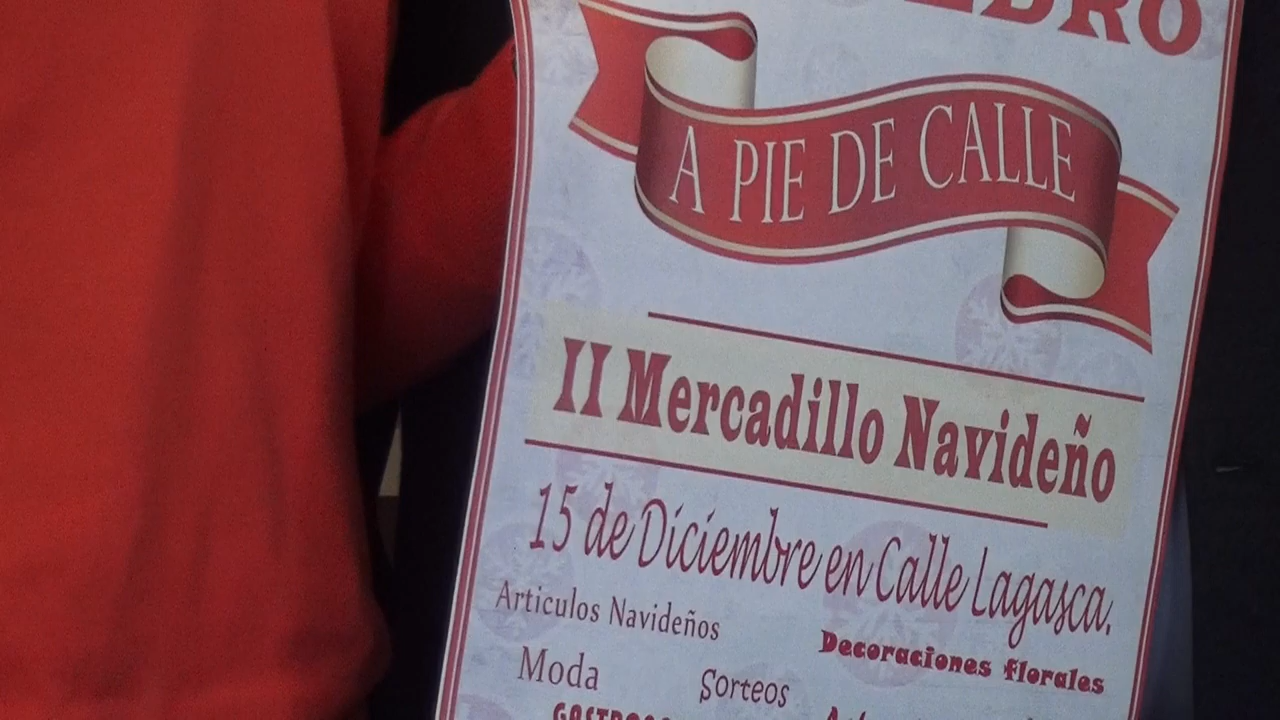 A PIE DE CALLE
II Mercadillo Navideño
15 de Diciembre en Calle Lagasca,
Articulos Navideños
Decoraciones florales
Moda
Sorteos